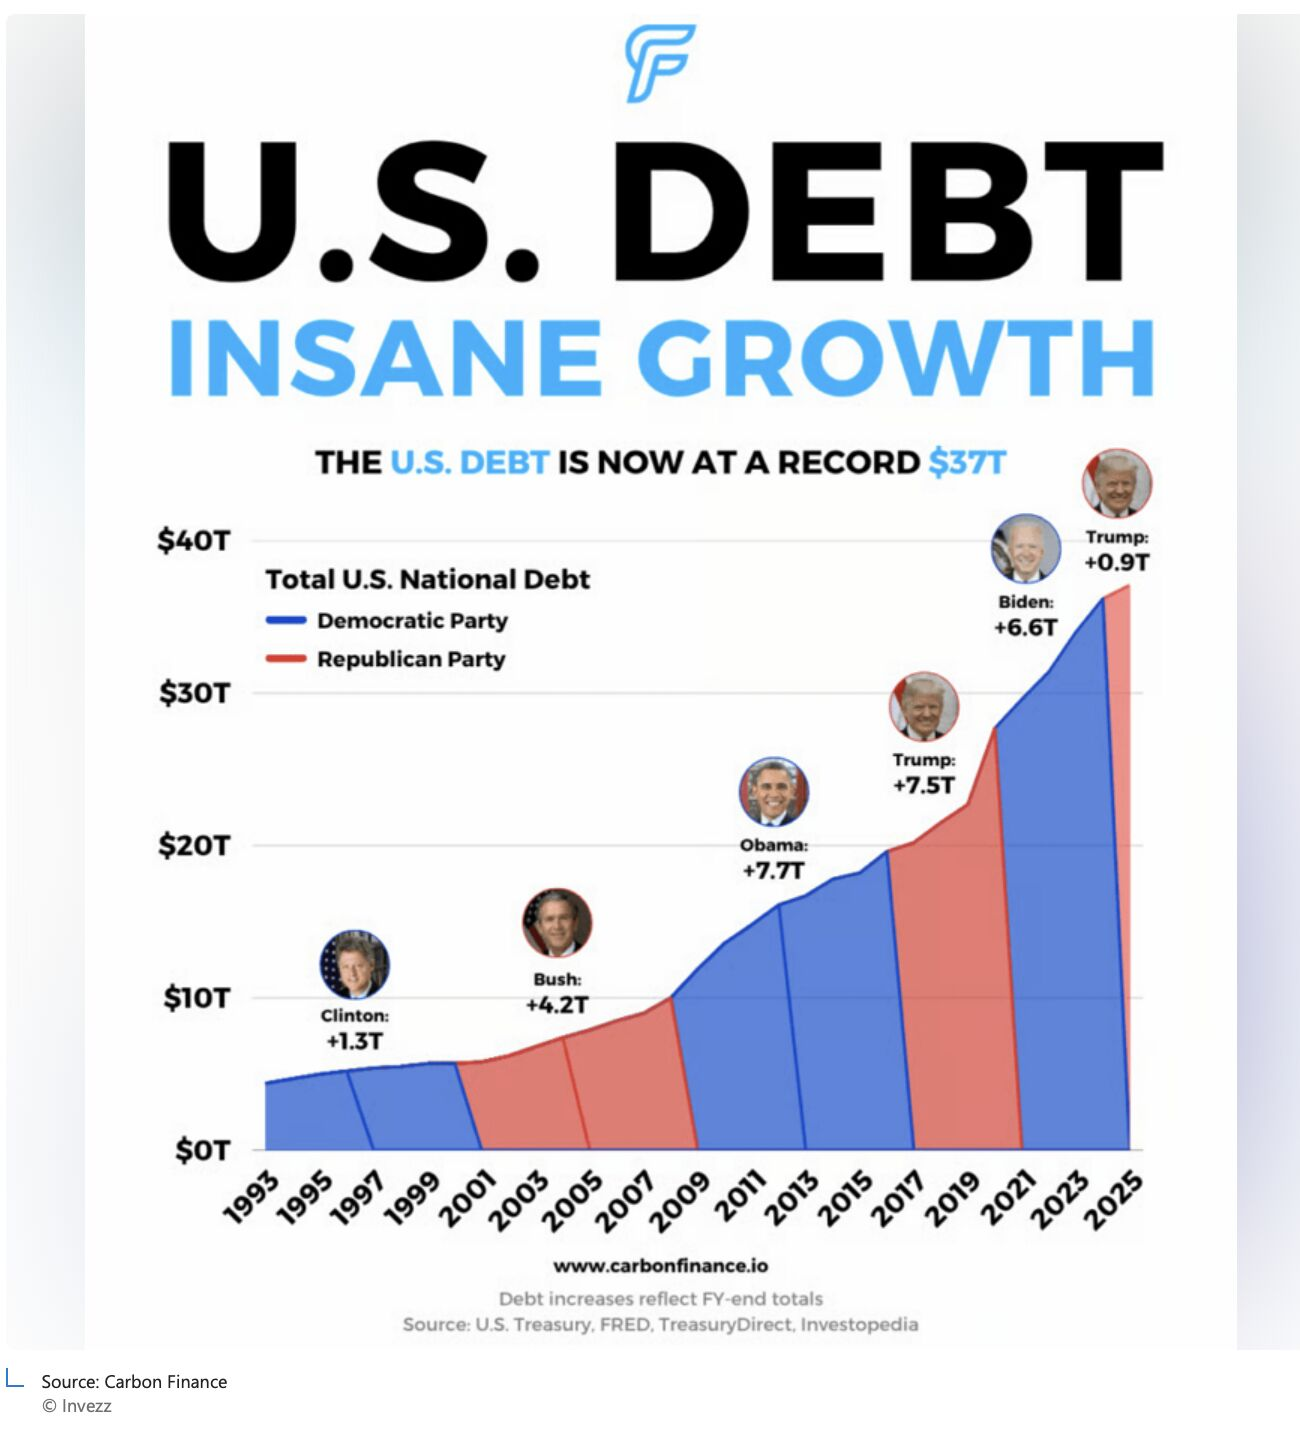 U.S. DEBT
INSANE GROWTH
THE U.S. DEBT IS NOW AT A RECORD $37T
$40T
$30T
$20T
$10T
$0T
Total U.S. National Debt
Democratic Party
Republican Party
Clinton:
+1.3T
Bush:
+4.2T
Obama:
+7.7T
Trump:
+7.5T
Biden:
+6.6T
Trump:
+0.9T
1993
1995
1997
1999
2001
2003
2005
2007
2009
2011
2013
2015
2017
2019
2021
2023
2025
www.carbonfinance.io
Debt increases reflect FY-end totals
Source: U.S. Treasury, FRED, TreasuryDirect, Investopedia
Source: Carbon Finance
© Invezz